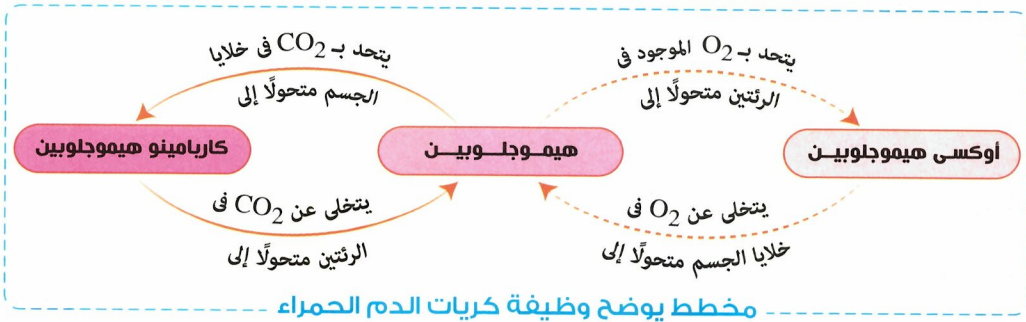 يتحد بـ O₂ الموجود فى
الرئتين متحولًا إلى
يتحد بـ CO₂ فى خلايا
الجسم متحولًا إلى
أوكسى هيموجلوبيـن
هيمـوجلـــوبيـــن
كاربامينو هيموجلوبين
يتخلى عن O₂ فى
خلايا الجسم متحولًا إلى
يتخلى عن CO₂ فى
الرئتين متحولًا إلى
مخطط يوضح وظيفة كريات الدم الحمراء